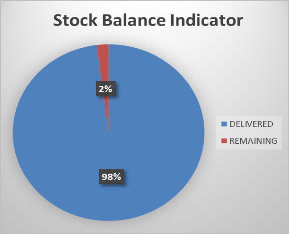 Stock Balance Indicator
2%
DELIVERED
REMAINING
98%